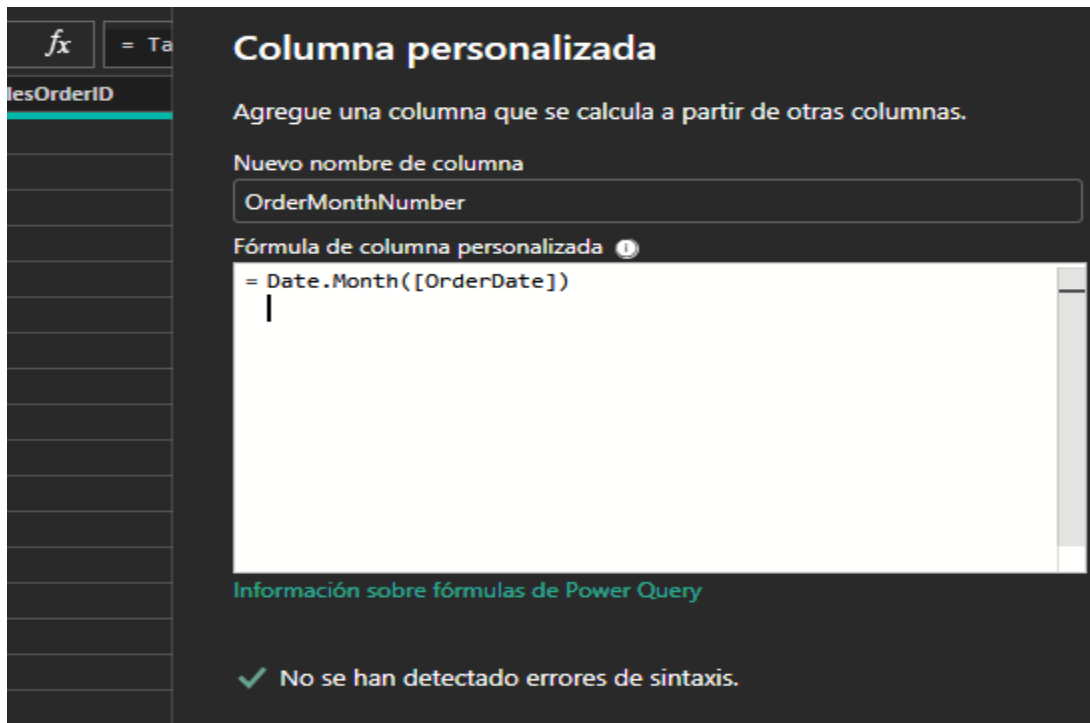 fx
= Ta
lesOrderID
Columna personalizada
Agregue una columna que se calcula a partir de otras columnas.
Nuevo nombre de columna
OrderMonthNumber
Fórmula de columna personalizada
= Date.Month([OrderDate])
Información sobre fórmulas de Power Query
No se han detectado errores de sintaxis.